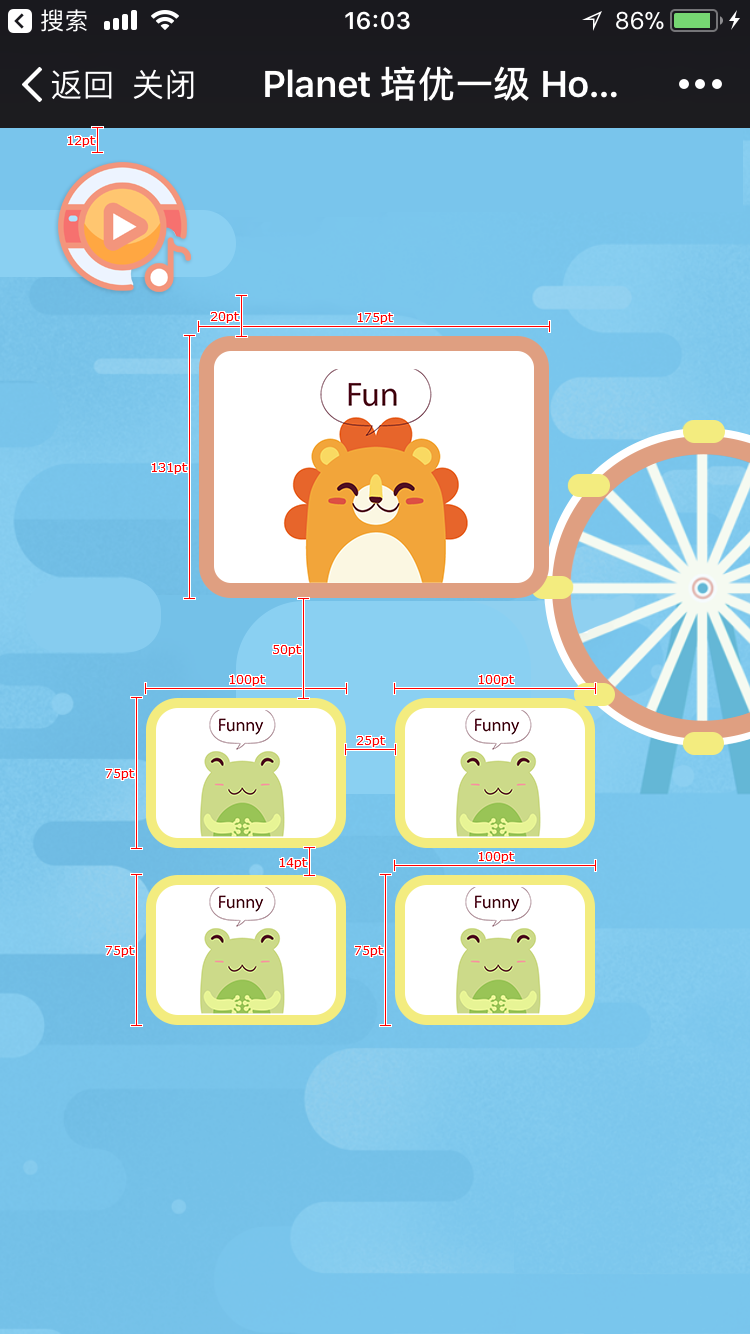 搜索 16:03 86%
返回 关闭 Planet 培优一级 Ho...
12pt
20pt 175pt
Fun
131pt
50pt
100pt 100pt
Funny Funny
25pt
75pt
14pt 100pt
Funny Funny
75pt 75pt